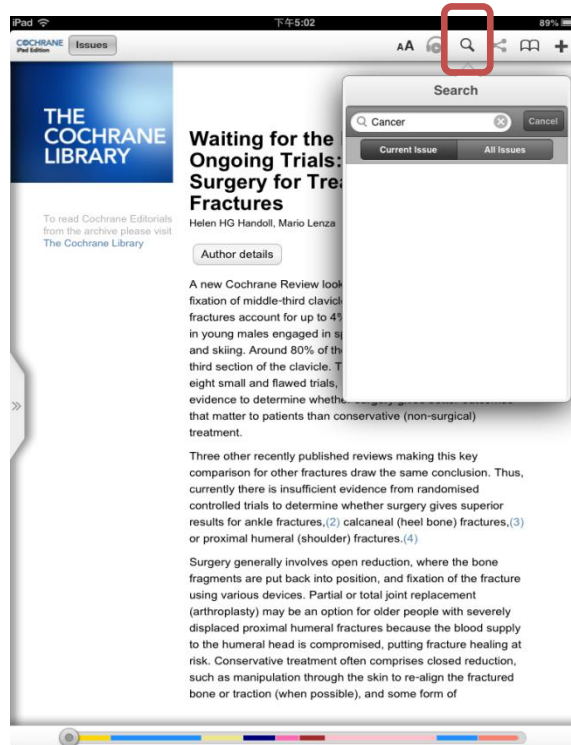 iPad 下午5:02 89%
COCHRANE
iPad Edition
Issues
AA
Search
Cancer
Cancel
Current Issue All Issues
THE
COCHRANE
LIBRARY
To read Cochrane Editorials
from the archive please visit
The Cochrane Library
Waiting for the
Ongoing Trials:
Surgery for Trea
Fractures
Helen HG Handoll, Mario Lenza
Author details
A new Cochrane Review look
fixation of middle-third clavicl
fractures account for up to 4%
in young males engaged in s
and skiing. Around 80% of the
third section of the clavicle. T
eight small and flawed trials,
evidence to determine whether surgery gives better outcomes
that matter to patients than conservative (non-surgical)
treatment.
Three other recently published reviews making this key
comparison for other fractures draw the same conclusion. Thus,
currently there is insufficient evidence from randomised
controlled trials to determine whether surgery gives superior
results for ankle fractures,(2) calcaneal (heel bone) fractures,(3)
or proximal humeral (shoulder) fractures.(4)
Surgery generally involves open reduction, where the bone
fragments are put back into position, and fixation of the fracture
using various devices. Partial or total joint replacement
(arthroplasty) may be an option for older people with severely
displaced proximal humeral fractures because the blood supply
to the humeral head is compromised, putting fracture healing at
risk. Conservative treatment often comprises closed reduction,
such as manipulation through the skin to re-align the fractured
bone or traction (when possible), and some form of